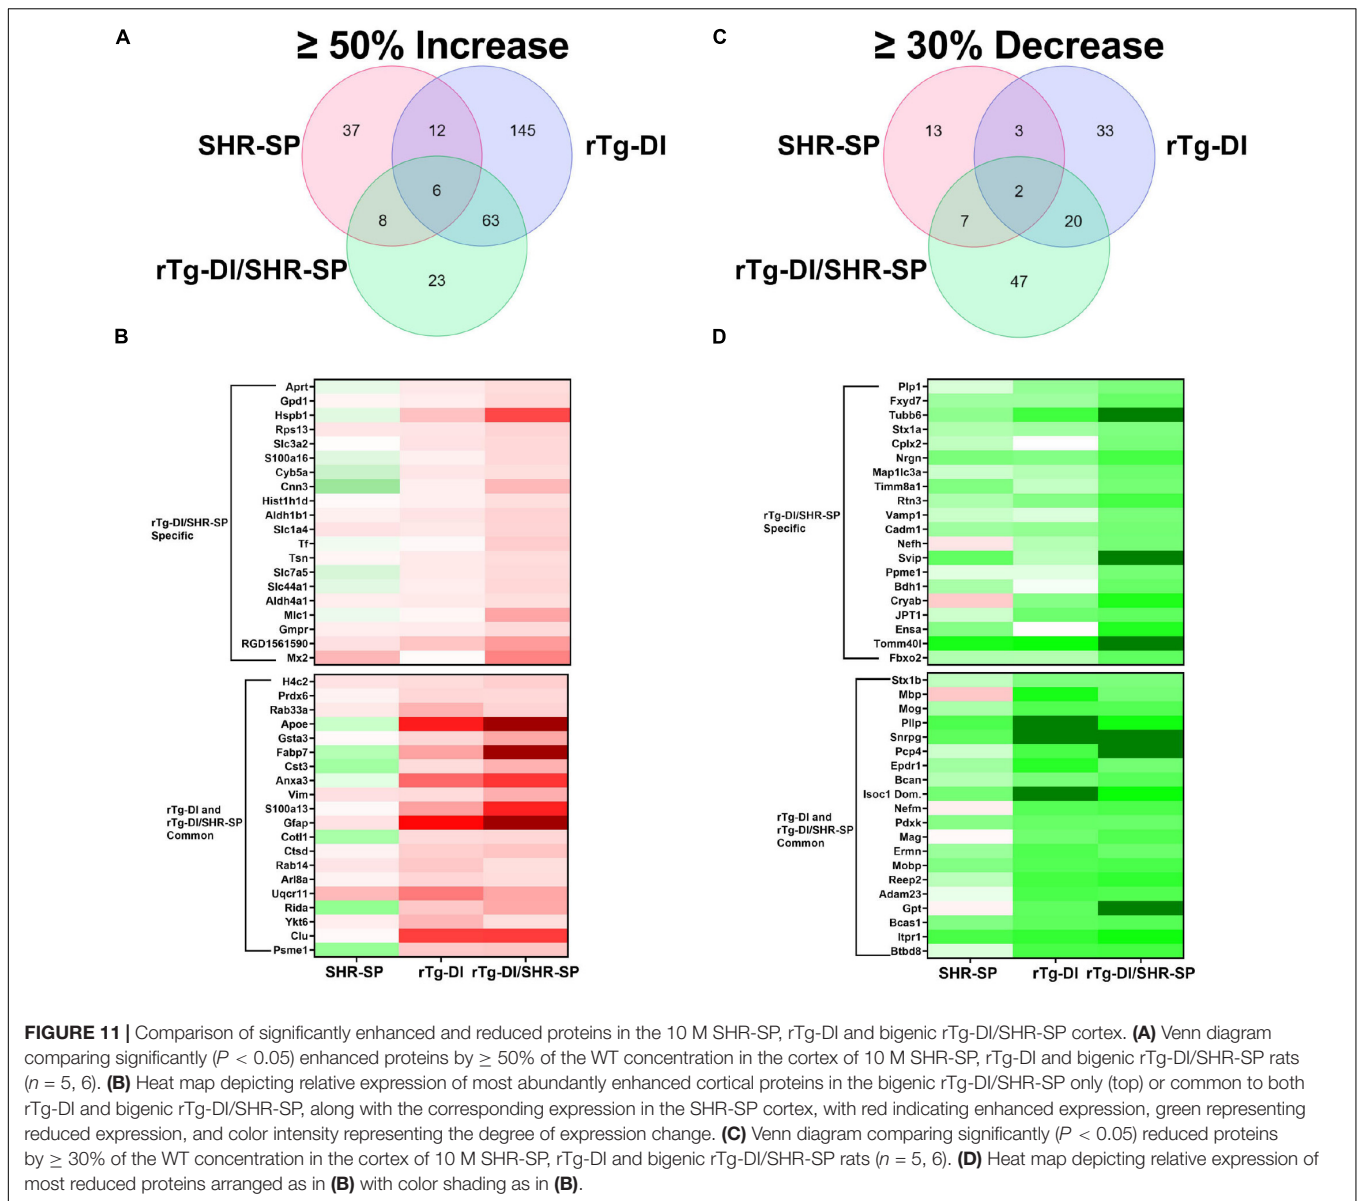 A
≥ 50% Increase
SHR-SP
37
12
145
rTg-DI
6
8
63
rTg-DI/SHR-SP
23
C
≥ 30% Decrease
SHR-SP
13
3
33
rTg-DI
2
7
20
rTg-DI/SHR-SP
47
B
rTg-DI/SHR-SP
Specific
Aprt
Gpd1
Hspb1
Rps13
Slc3a2
S100a16
Cyb5a
Cnn3
Hist1h1d
Aldh1b1
Slc1a4
Tf
Tsn
Slc7a5
Slc44a1
Aldh4a1
Mlc1
Gmpr
RGD1561590
Mx2
rTg-DI and
rTg-DI/SHR-SP
Common
H4c2
Prdx6
Rab33a
Apoe
Gsta3
Fabp7
Cst3
Anxa3
Vim
S100a13
Gfap
Cotl1
Ctsd
Rab14
Arl8a
Uqcr11
Rida
Ykt6
Clu
Psme1
SHR-SP rTg-DI rTg-DI/SHR-SP
D
rTg-DI/SHR-SP
Specific
Plp1
Fxyd7
Tubb6
Stx1a
Cplx2
Nrgn
Map1lc3a
Timm8a1
Rtn3
Vamp1
Cadm1
Nefh
Svip
Ppme1
Bdh1
Cryab
JPT1
Ensa
Tomm40l
Fbxo2
rTg-DI and
rTg-DI/SHR-SP
Common
Stx1b
Mbp
Mog
Pllp
Snrpg
Pcp4
Epdr1
Bcan
Isoc1 Dom.
Nefm
Pdxk
Mag
Ermn
Mobp
Reep2
Adam23
Gpt
Bcas1
Itpr1
Btbd8
SHR-SP rTg-DI rTg-DI/SHR-SP
FIGURE 11 | Comparison of significantly enhanced and reduced proteins in the 10 M SHR-SP, rTg-DI and bigenic rTg-DI/SHR-SP cortex. (A) Venn diagram
comparing significantly (P < 0.05) enhanced proteins by ≥ 50% of the WT concentration in the cortex of 10 M SHR-SP, rTg-DI and bigenic rTg-DI/SHR-SP rats
(n = 5, 6). (B) Heat map depicting relative expression of most abundantly enhanced cortical proteins in the bigenic rTg-DI/SHR-SP only (top) or common to both
rTg-DI and bigenic rTg-DI/SHR-SP, along with the corresponding expression in the SHR-SP cortex, with red indicating enhanced expression, green representing
reduced expression, and color intensity representing the degree of expression change. (C) Venn diagram comparing significantly (P < 0.05) reduced proteins
by ≥ 30% of the WT concentration in the cortex of 10 M SHR-SP, rTg-DI and bigenic rTg-DI/SHR-SP rats (n = 5, 6). (D) Heat map depicting relative expression of
most reduced proteins arranged as in (B) with color shading as in (B).